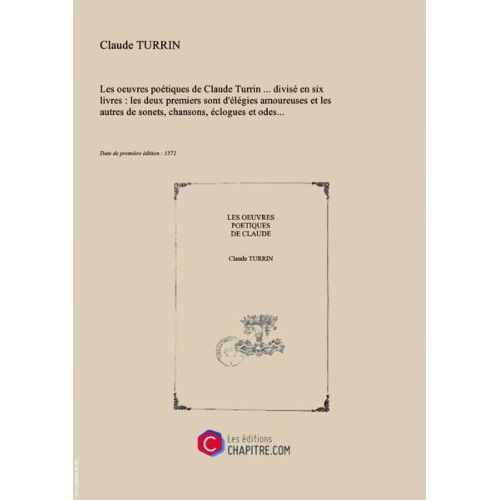 Claude TURRIN
Les oeuvres poétiques de Claude Turrin ... divisé en six
livres : les deux premiers sont d'élégies amoureuses et les
autres de sonets, chansons, éclogues et odes...
Date de première édition : 1572
LES OEUVRES
POETIQUES
DE CLAUDE
Claude TURRIN
Les éditions
CHAPITRE.COM